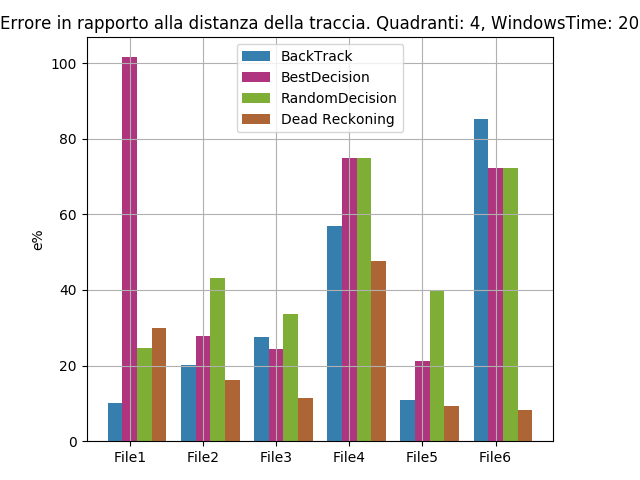 Errore in rapporto alla distanza della traccia. Quadranti: 4, WindowsTime: 20
BackTrack
BestDecision
RandomDecision
Dead Reckoning
e%
100
80
60
40
20
0
File1 File2 File3 File4 File5 File6